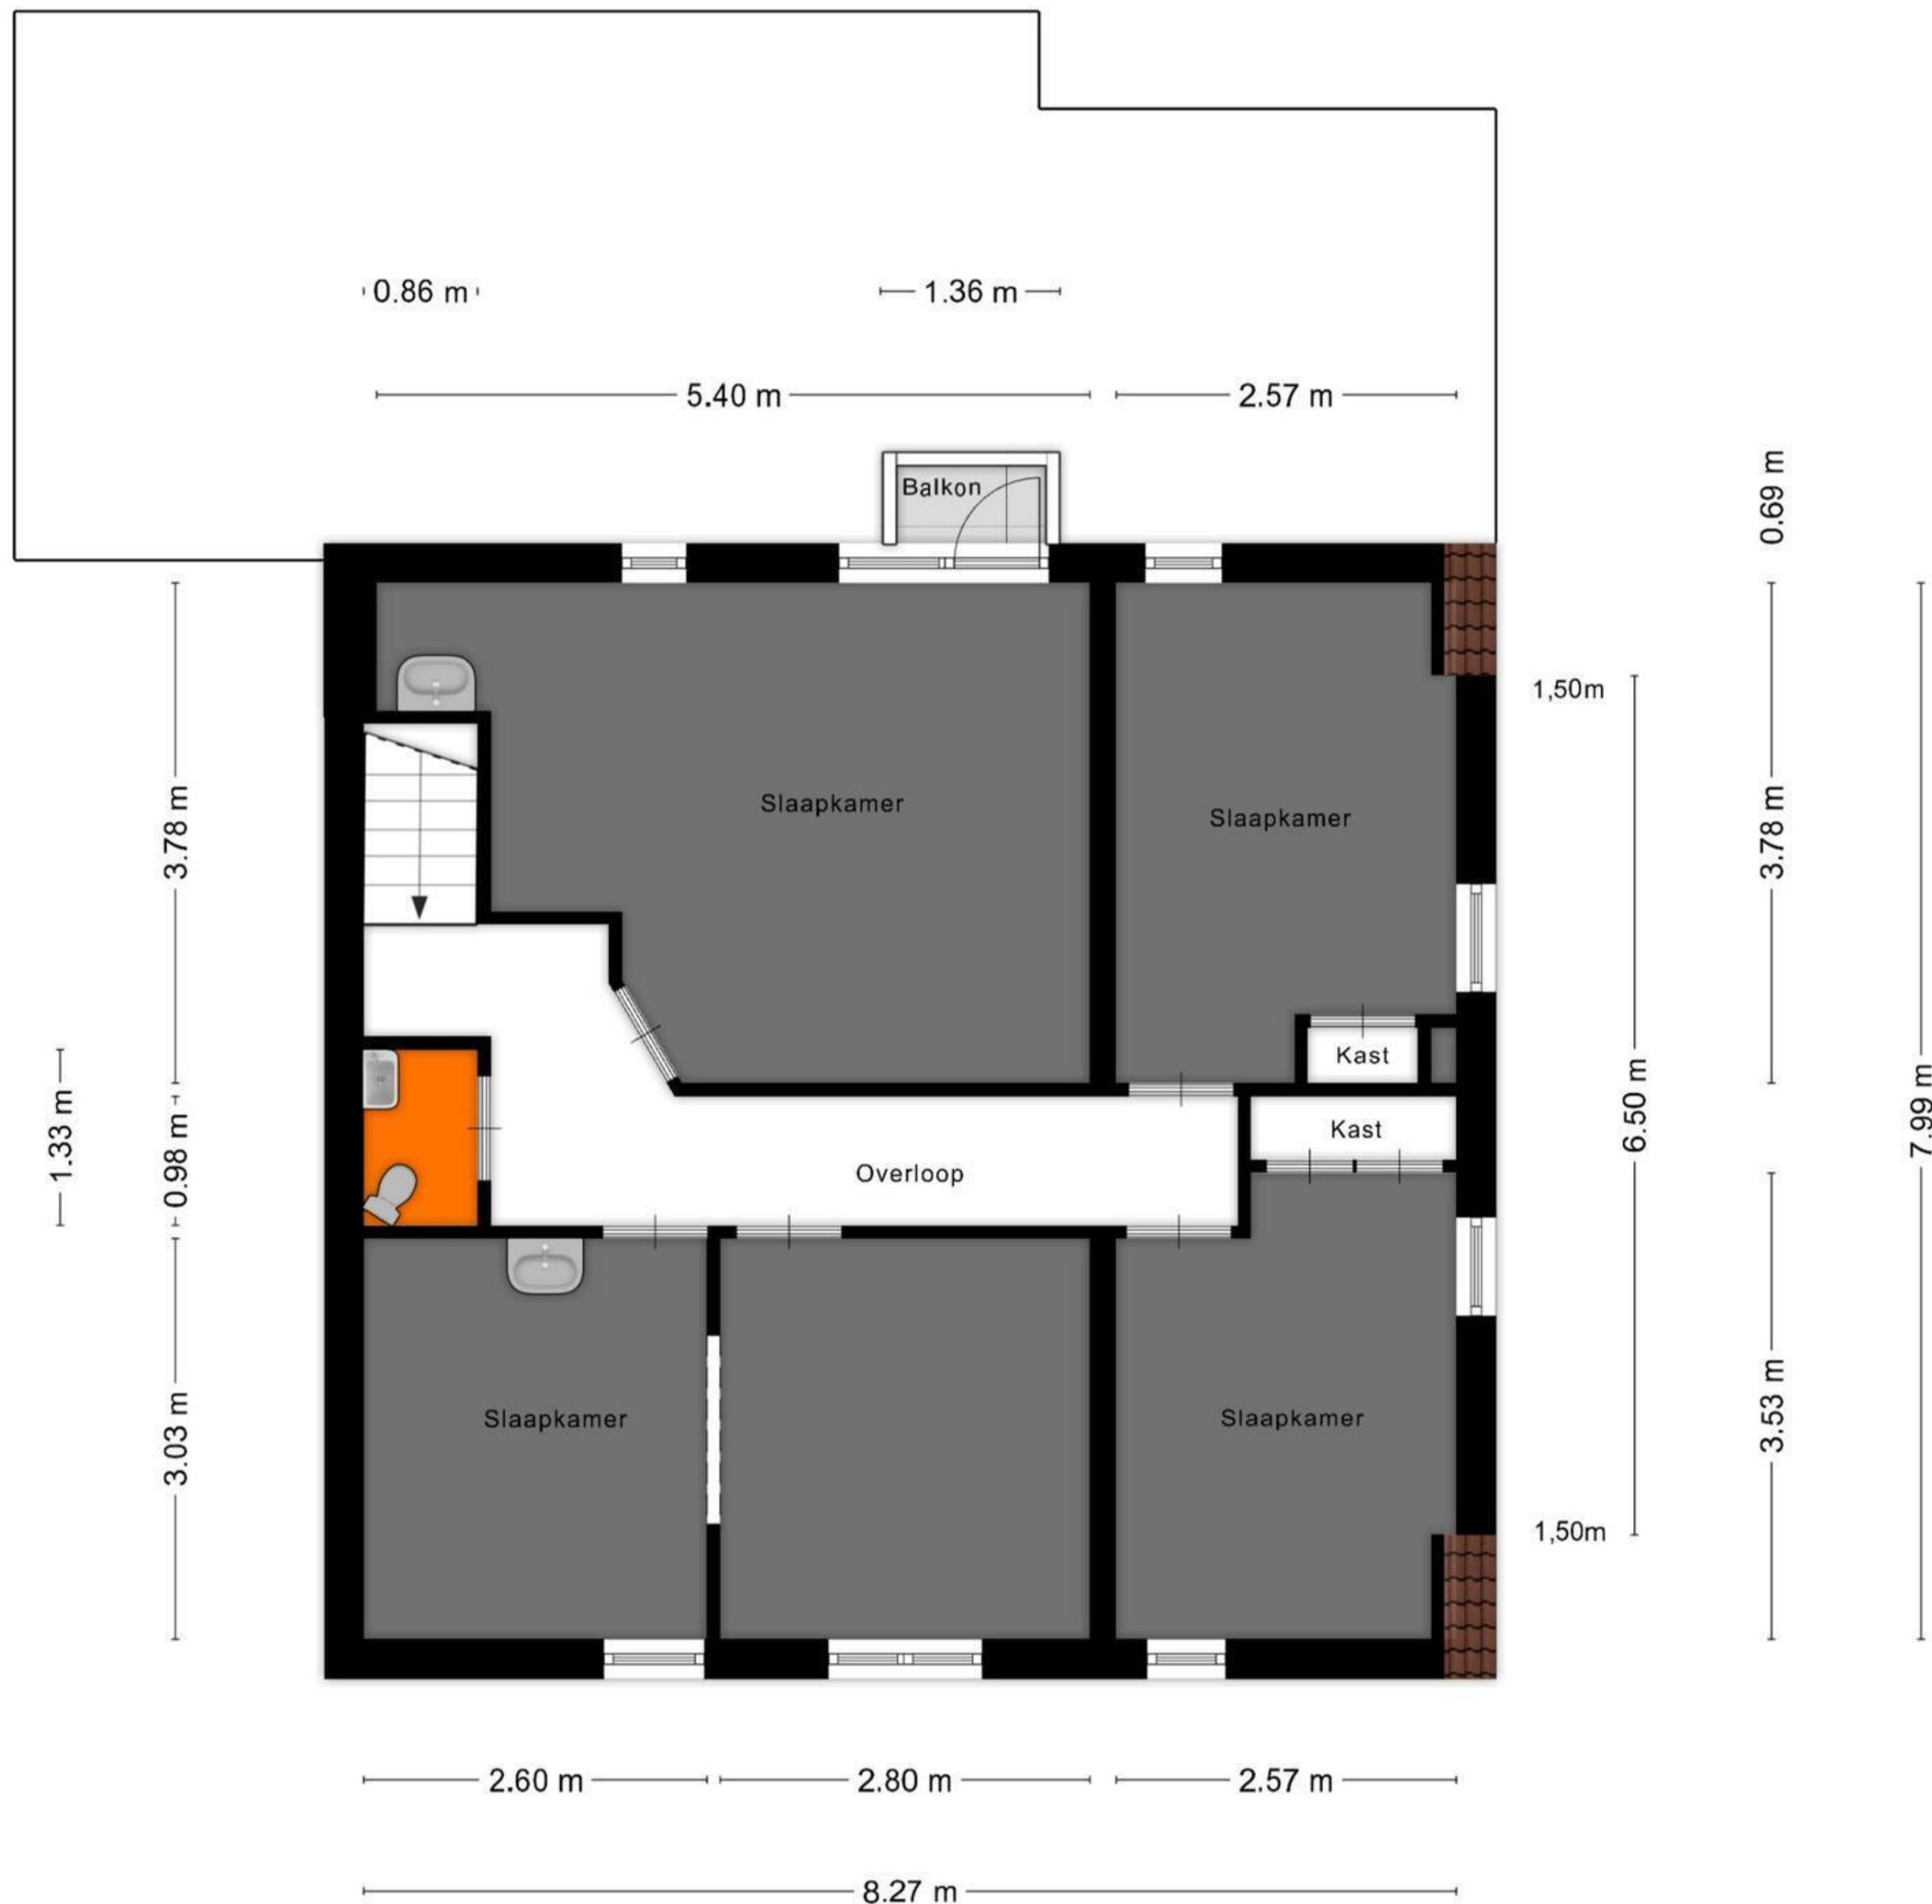 0.86 m
1.36 m
5.40 m
2.57 m
Balkon
0.69 m
1,50m
3.78 m
Slaapkamer
Slaapkamer
3.78 m
Kast
1.33 m
0.98 m
Kast
6.50 m
7.99 m
Overloop
3.03 m
Slaapkamer
Slaapkamer
3.53 m
1,50m
2.60 m
2.80 m
2.57 m
8.27 m